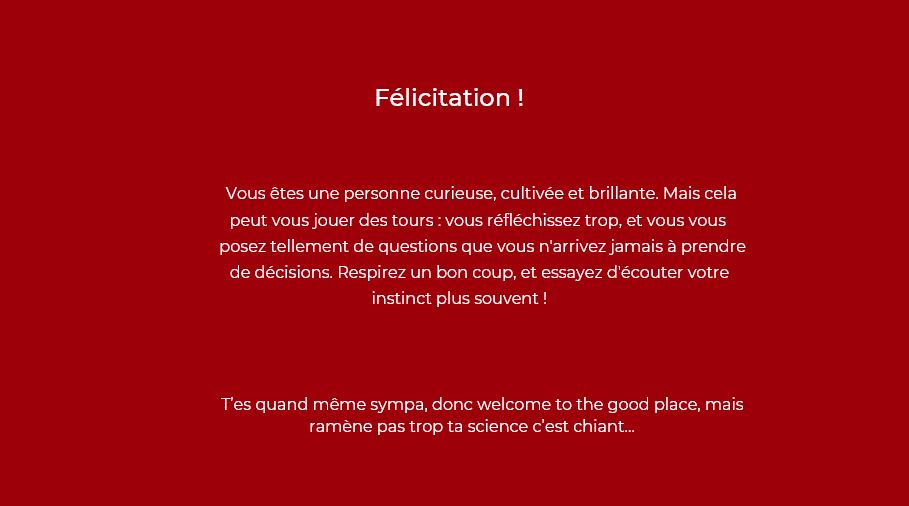 Félicitation !
Vous êtes une personne curieuse, cultivée et brillante. Mais cela
peut vous jouer des tours : vous réfléchissez trop, et vous vous
posez tellement de questions que vous n'arrivez jamais à prendre
de décisions. Respirez un bon coup, et essayez d'écouter votre
instinct plus souvent !
T’es quand même sympa, donc welcome to the good place, mais
ramène pas trop ta science c’est chiant...